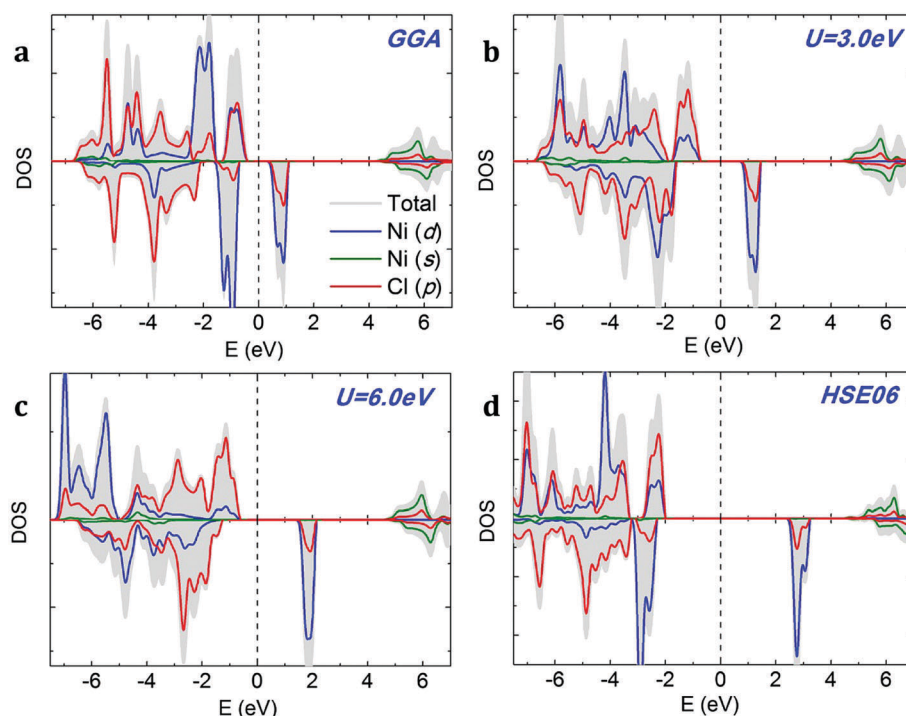 a
GGA
DOS
Total
Ni (d)
Ni (s)
Cl (p)
-6 -4 -2 0 2 4 6
E (eV)
b
U=3.0eV
DOS
-6 -4 -2 0 2 4 6
E (eV)
c
U=6.0eV
DOS
-6 -4 -2 0 2 4 6
E (eV)
d
HSE06
DOS
-6 -4 -2 0 2 4 6
E (eV)